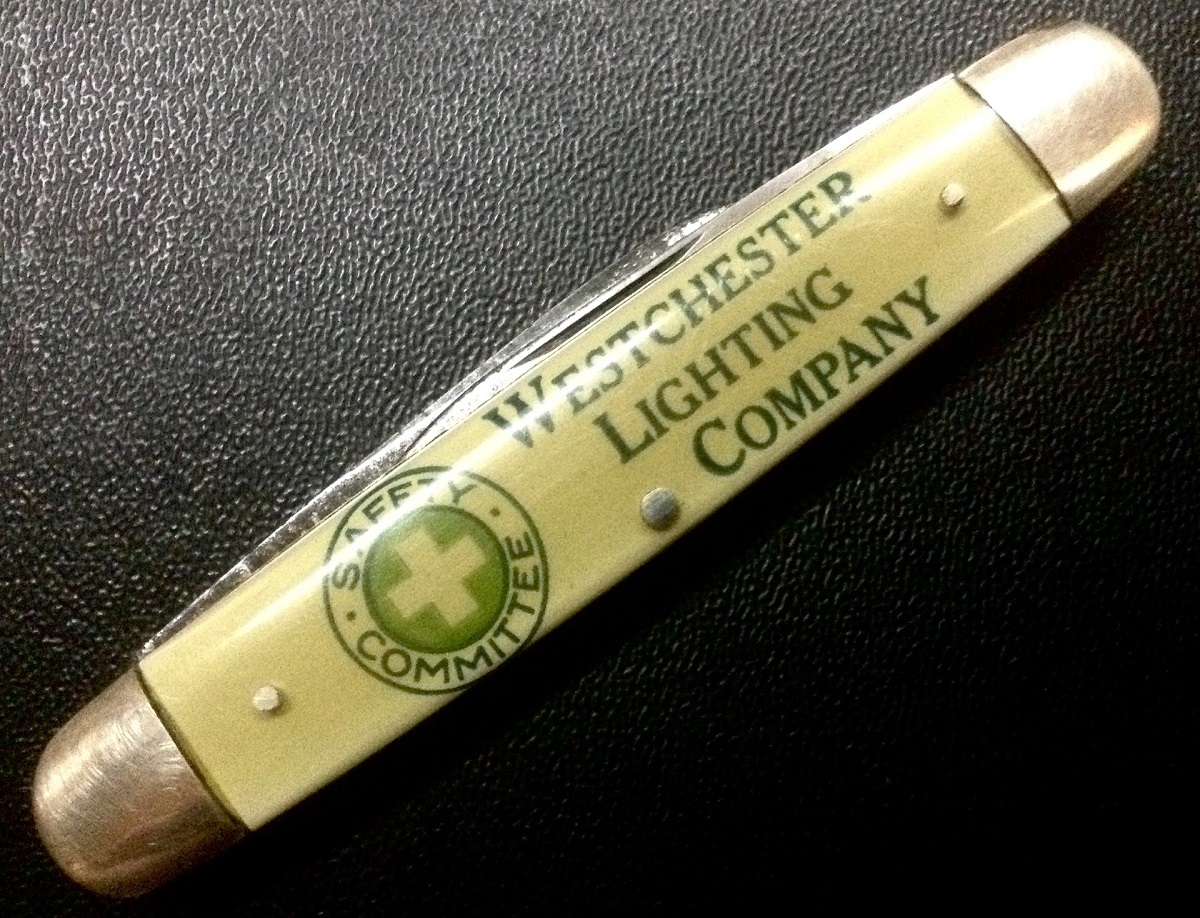 WESTCHESTER
LIGHTING
COMPANY
· SAFETY ·
COMMITTEE